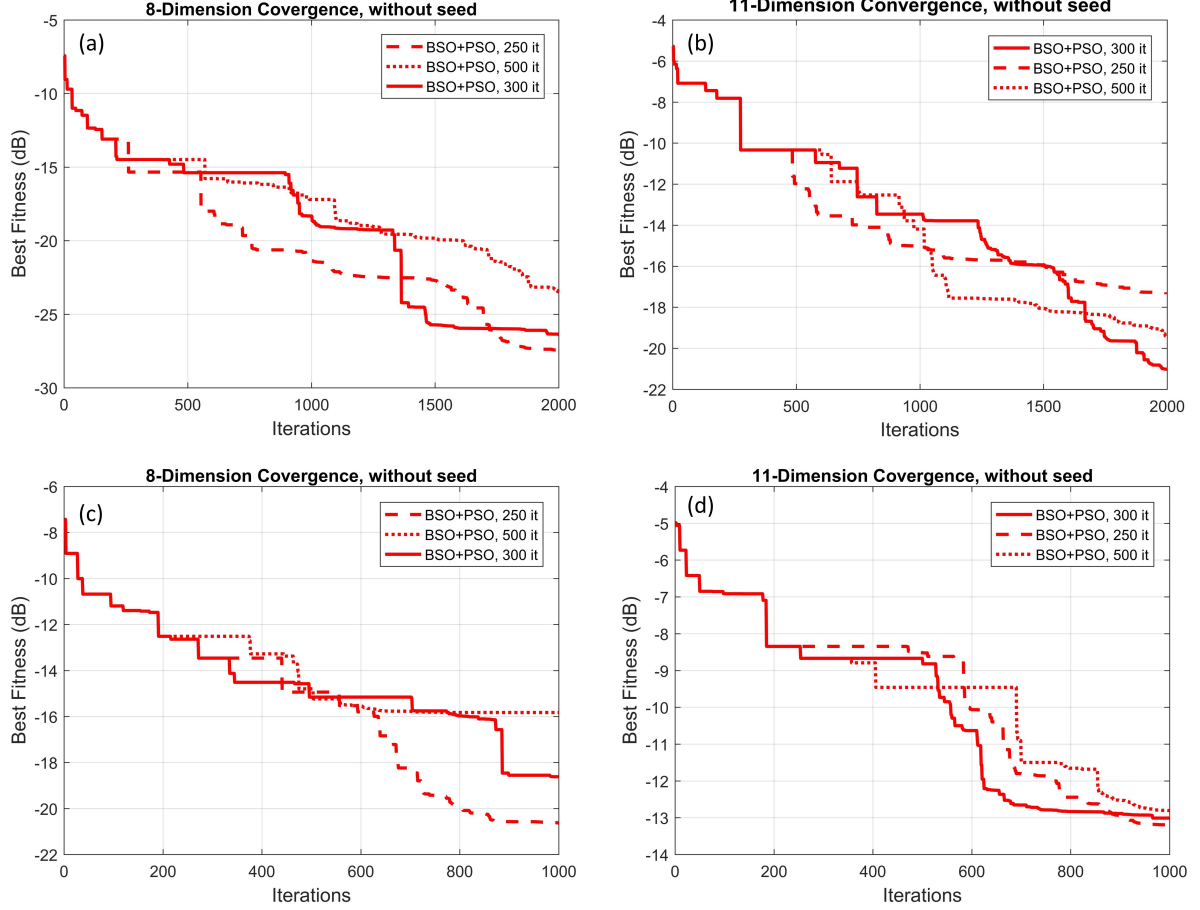 8-Dimension Covergence, without seed
(a)
BSO+PSO, 250 it
BSO+PSO, 500 it
BSO+PSO, 300 it
Best Fitness (dB)
-5
-10
-15
-20
-25
-30
0 500 1000 1500 2000
Iterations
11-Dimension Convergence, without seed
(b)
BSO+PSO, 300 it
BSO+PSO, 250 it
BSO+PSO, 500 it
Best Fitness (dB)
-4
-6
-8
-10
-12
-14
-16
-18
-20
-22
0 500 1000 1500 2000
Iterations
8-Dimension Covergence, without seed
(c)
BSO+PSO, 250 it
BSO+PSO, 500 it
BSO+PSO, 300 it
Best Fitness (dB)
-6
-8
-10
-12
-14
-16
-18
-20
-22
0 200 400 600 800 1000
Iterations
11-Dimension Covergence, without seed
(d)
BSO+PSO, 300 it
BSO+PSO, 250 it
BSO+PSO, 500 it
Best Fitness (dB)
-4
-5
-6
-7
-8
-9
-10
-11
-12
-13
-14
0 200 400 600 800 1000
Iterations